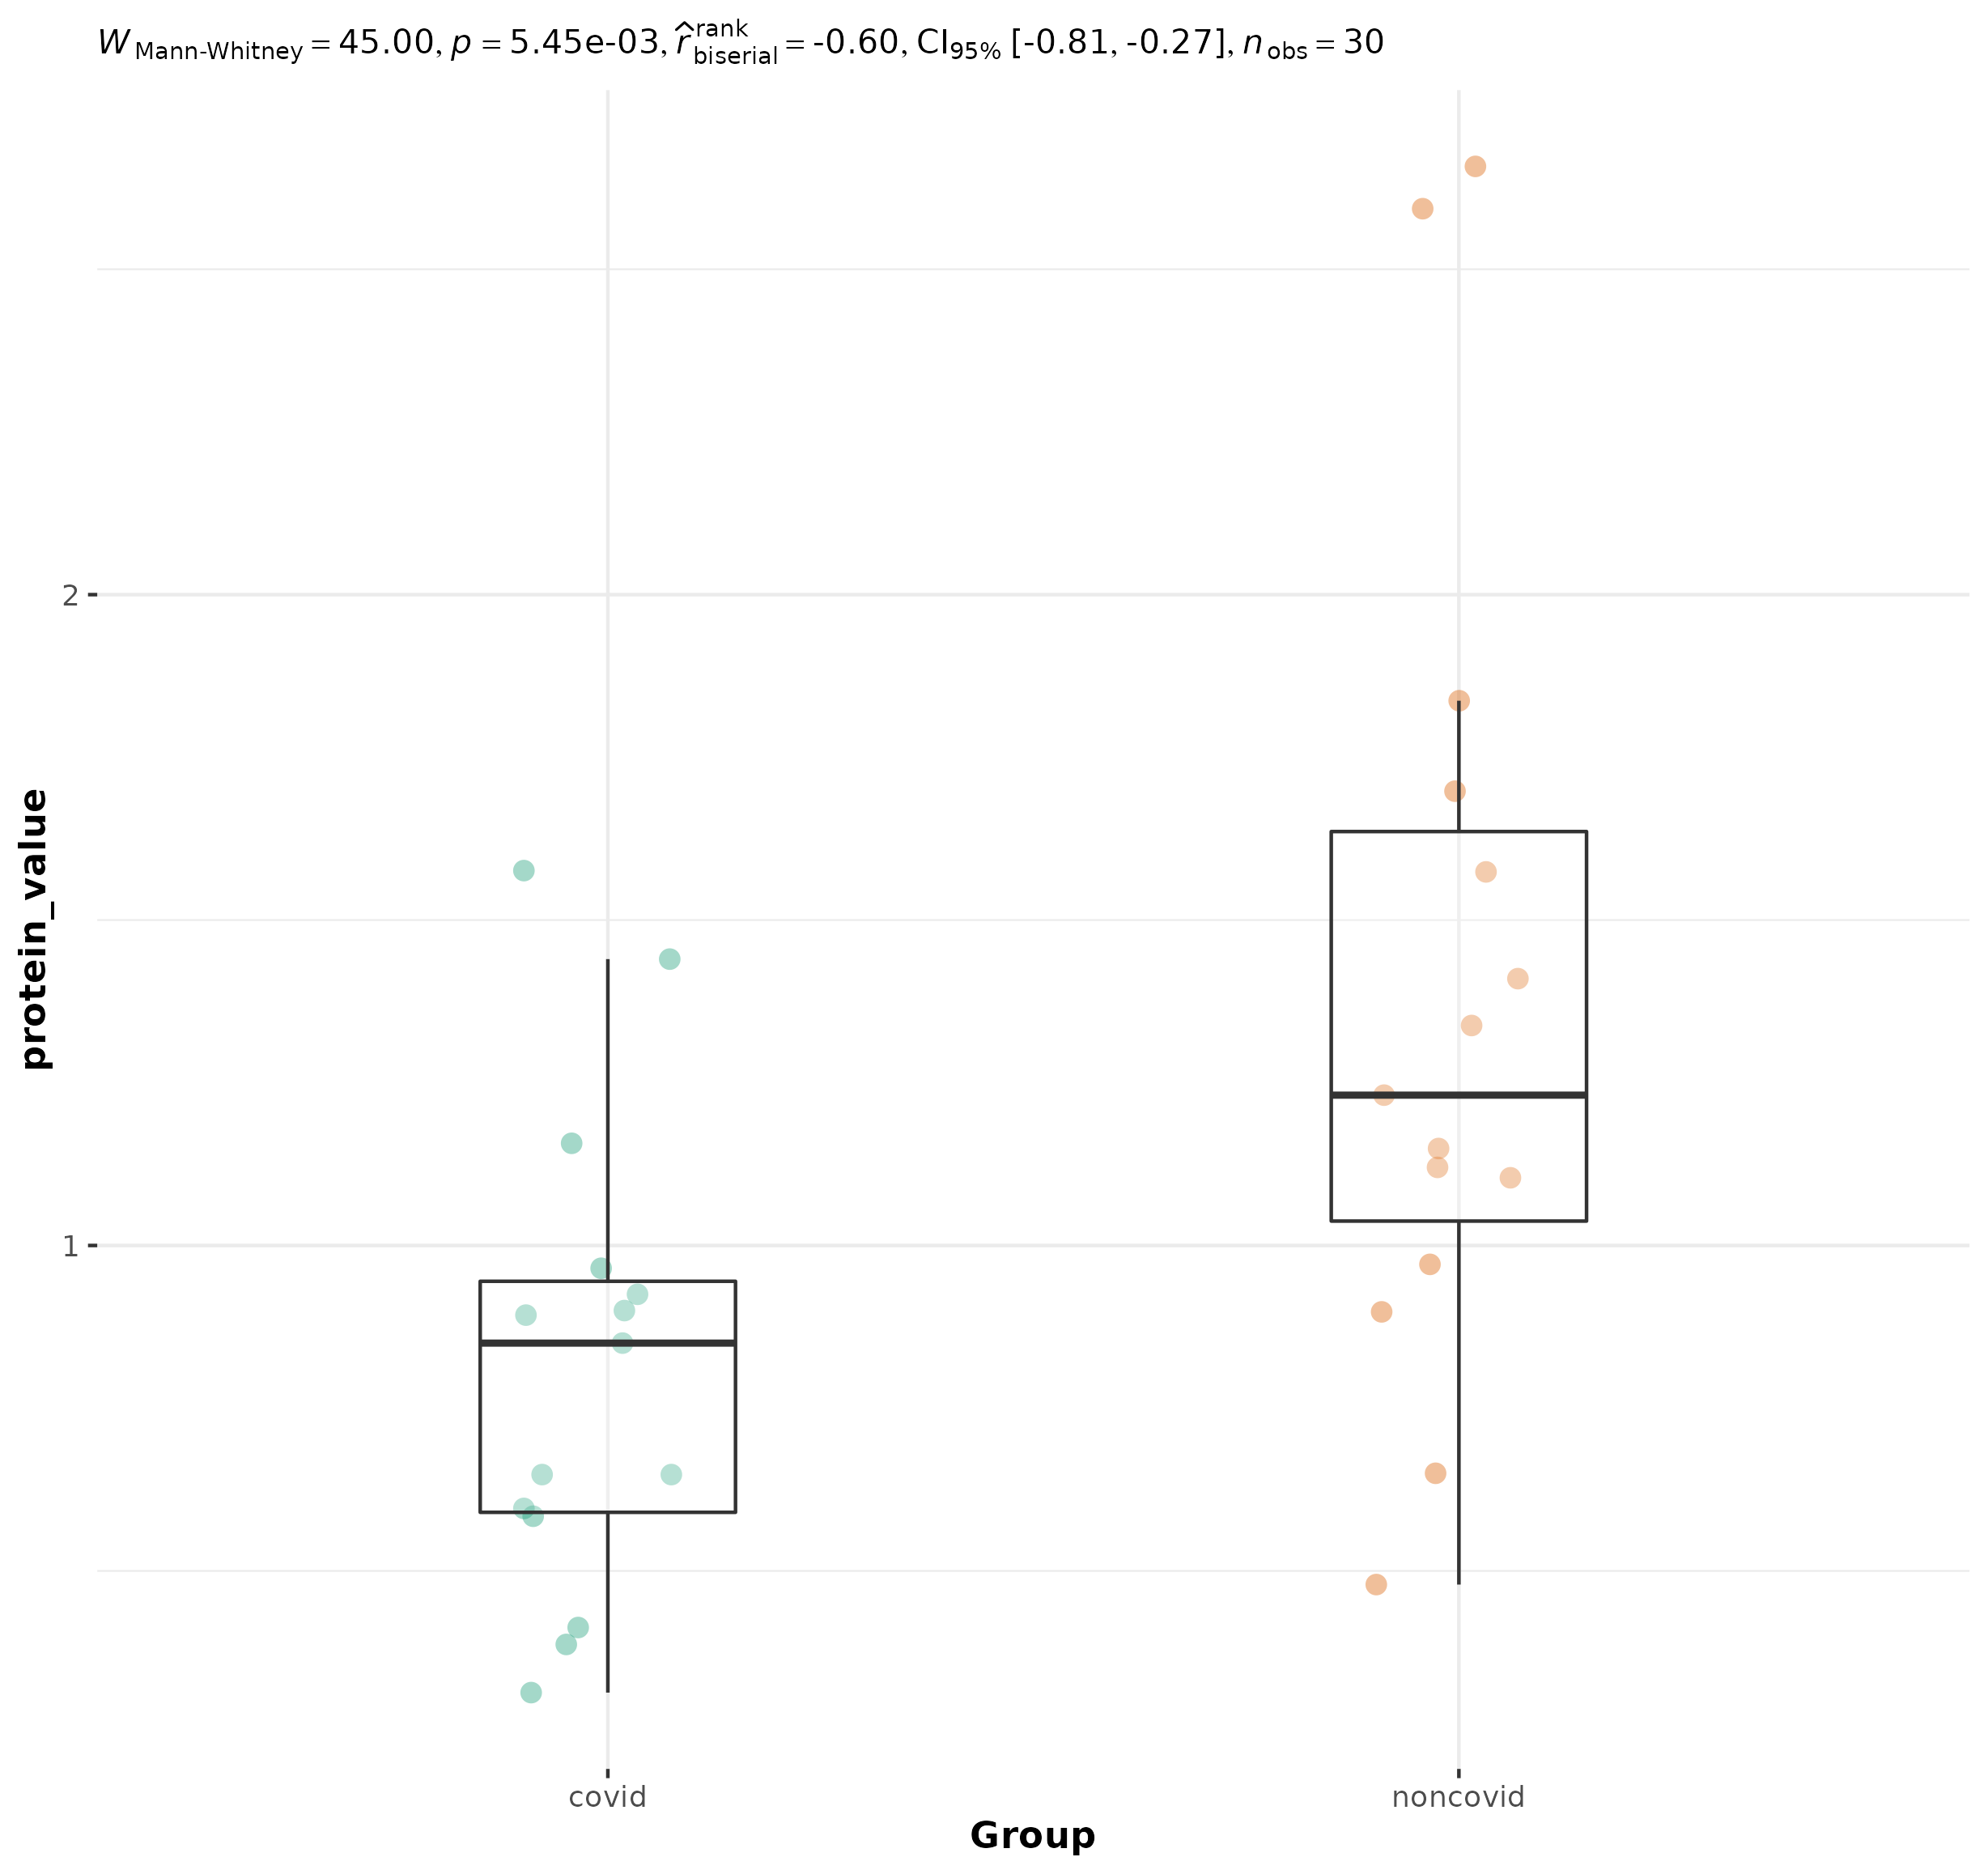 W Mann-Whitney = 45.00, p = 5.45e-03, r̂ rank biserial = -0.60, CI95% [-0.81, -0.27], n obs = 30
2
1
protein_value
covid noncovid
Group